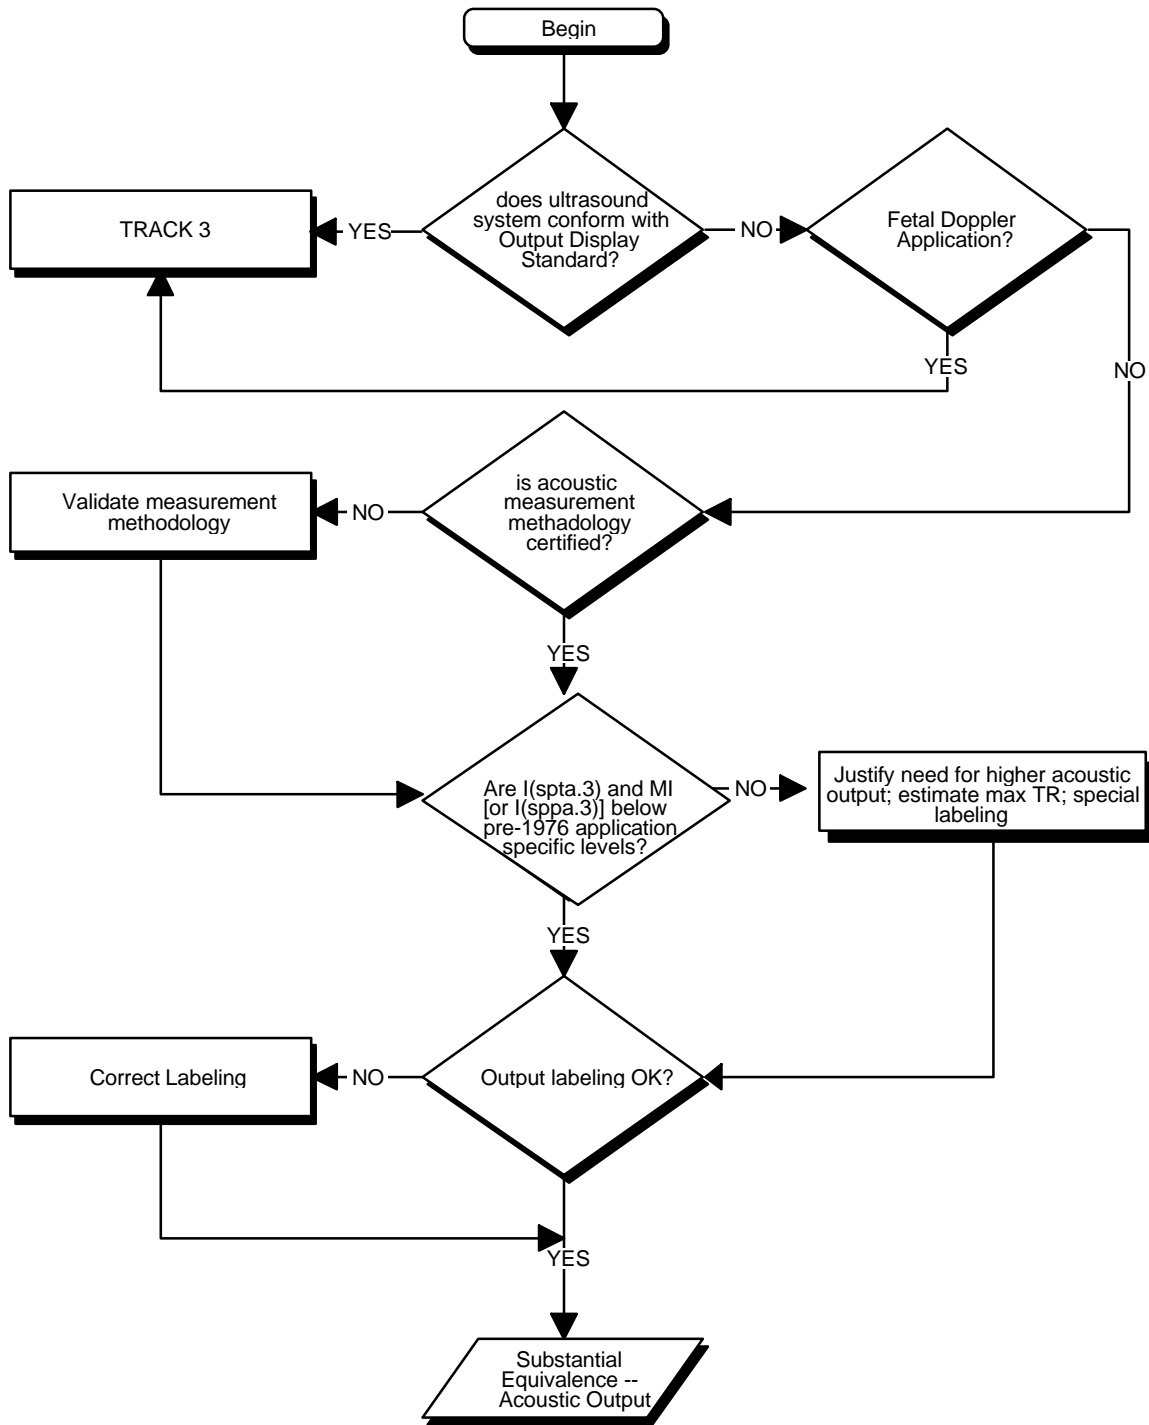 Begin
does ultrasound
system conform with
Output Display
Standard?
YES
TRACK 3
NO
Fetal Doppler
Application?
YES
NO
is acoustic
measurement
methadology
certified?
NO
Validate measurement
methodology
YES
Are I(spta.3) and MI
[or I(sppa.3)] below
pre-1976 application
specific levels?
NO
Justify need for higher acoustic
output; estimate max TR; special
labeling
YES
Output labeling OK?
NO
Correct Labeling
YES
Substantial
Equivalence --
Acoustic Output